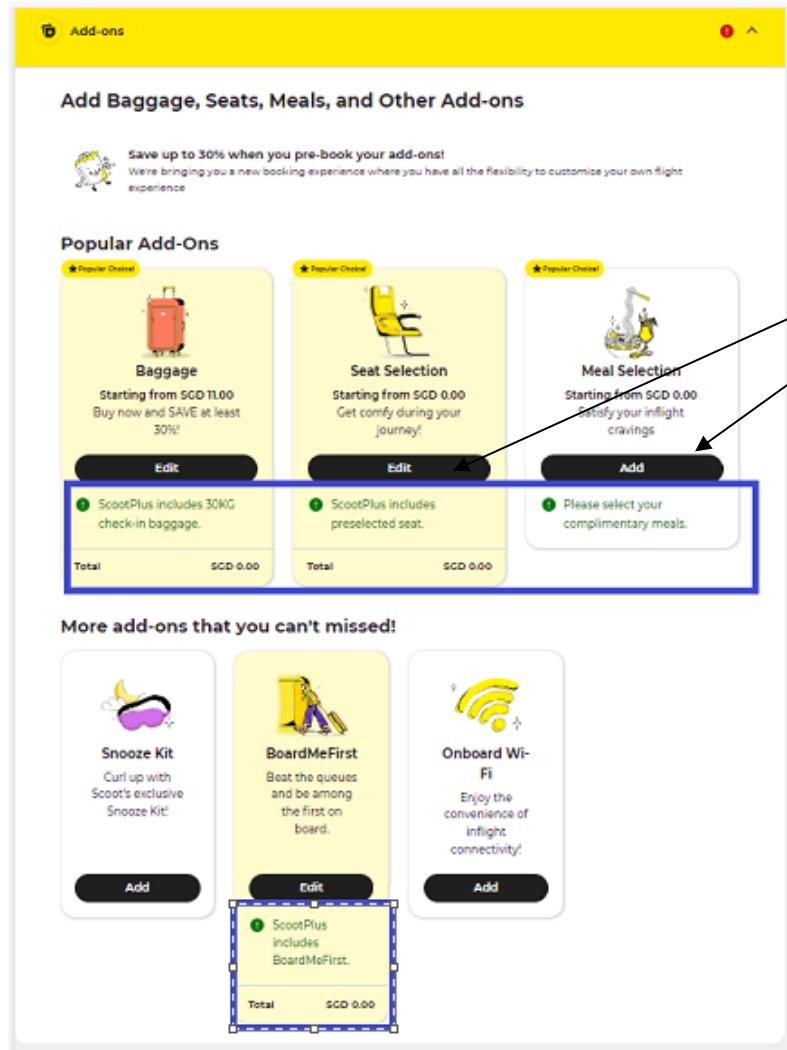 Add-ons
Add Baggage, Seats, Meals, and Other Add-ons
Save up to 30% when you pre-book your add-ons!
We're bringing you a new booking experience where you have all the flexibility to customise your own flight
experience
Popular Add-Ons
Popular Choice!
Baggage
Starting from SGD 11.00
Buy now and SAVE at least
30%!
Edit
ScootPlus includes 30KG
check-in baggage.
Total SGD 0.00
Popular Choice!
Seat Selection
Starting from SGD 0.00
Get comfy during your
journey!
Edit
ScootPlus includes
preselected seat.
Total SGD 0.00
Popular Choice!
Meal Selection
Starting from SGD 0.00
Satisfy your inflight
cravings
Add
Please select your
complimentary meals.
More add-ons that you can't missed!
Snooze Kit
Curl up with
Scoot's exclusive
Snooze Kit!
Add
BoardMeFirst
Beat the queues
and be among
the first on
board.
Edit
ScootPlus
includes
BoardMeFirst.
Total SGD 0.00
Onboard Wi-
Fi
Enjoy the
convenience of
inflight
connectivity!
Add